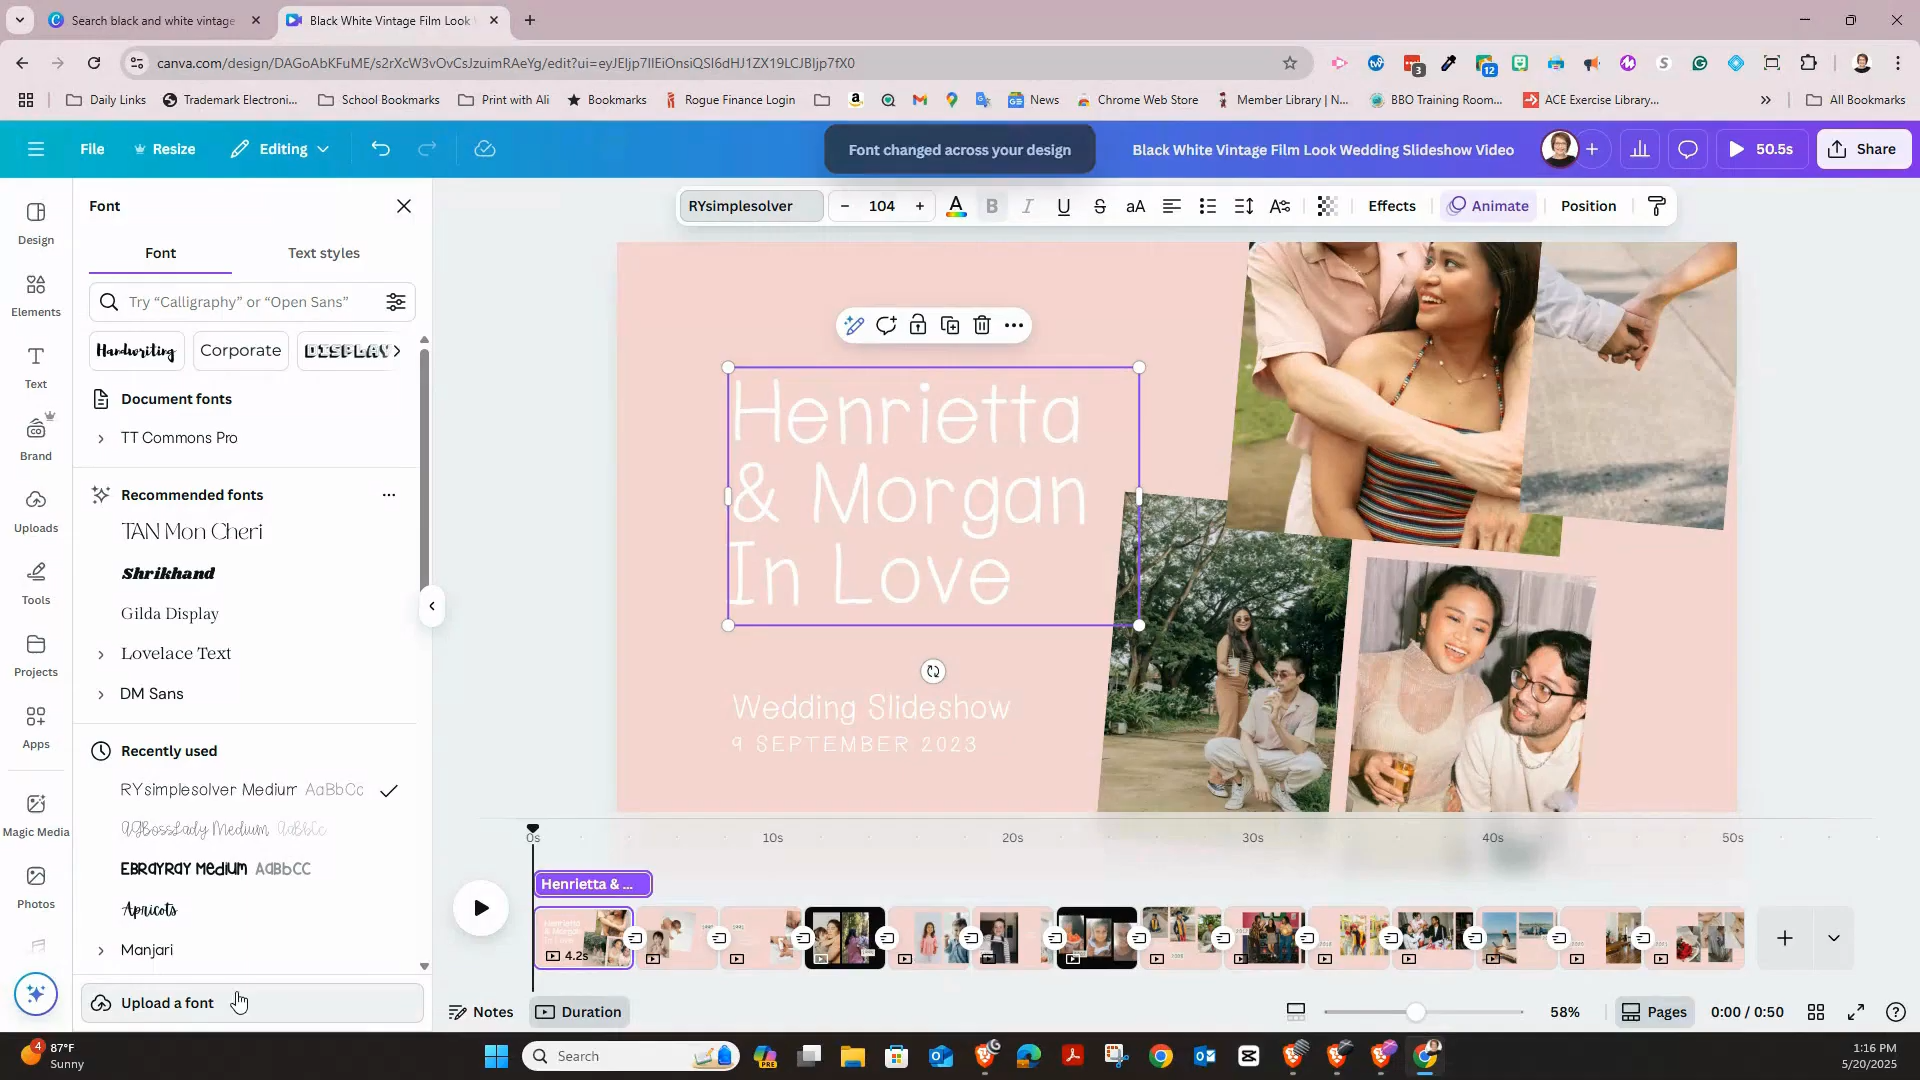 Search black and white vintage
Black White Vintage Film Look
canva.com/design/DAGoAbKFuME/s2rXcW3vOvCsJzuimRAeYg/edit?ui=eyJEIjp7IlEiOnsiQSI6dHJ1ZX19LCJBIjp7fX0
3
12
Daily Links
Trademark Electroni...
School Bookmarks
Print with Ali
Bookmarks
Rogue Finance Login
News
Chrome Web Store
Member Library | N...
BBO Training Room...
ACE Exercise Library...
All Bookmarks
File
Resize
Editing
Font changed across your design
Black White Vintage Film Look Wedding Slideshow Video
50.5s
Share
Font
RYsimplesolver
104
B I U S aA
Effects
Animate
Position
Font
Text styles
Try “Calligraphy” or “Open Sans”
Handwriting
Corporate
DISPLAY
Document fonts
TT Commons Pro
Recommended fonts
TAN Mon Cheri
Shrikhand
Gilda Display
Lovelace Text
DM Sans
Recently used
RYsimplesolver Medium AaBbCc
AGBossLady Medium AaBbCc
EBRAYRAY Medium AaBbCC
Apricots
Manjari
Upload a font
Design
Elements
Text
Brand
Uploads
Tools
Projects
Apps
Magic Media
Photos
Henrietta
& Morgan
In Love
Wedding Slideshow
9 SEPTEMBER 2023
0s
10s
20s
30s
40s
50s
Henrietta & ...
4.2s
Notes
Duration
58%
Pages
0:00 / 0:50
4
87°F
Sunny
Search
1:16 PM
5/20/2025